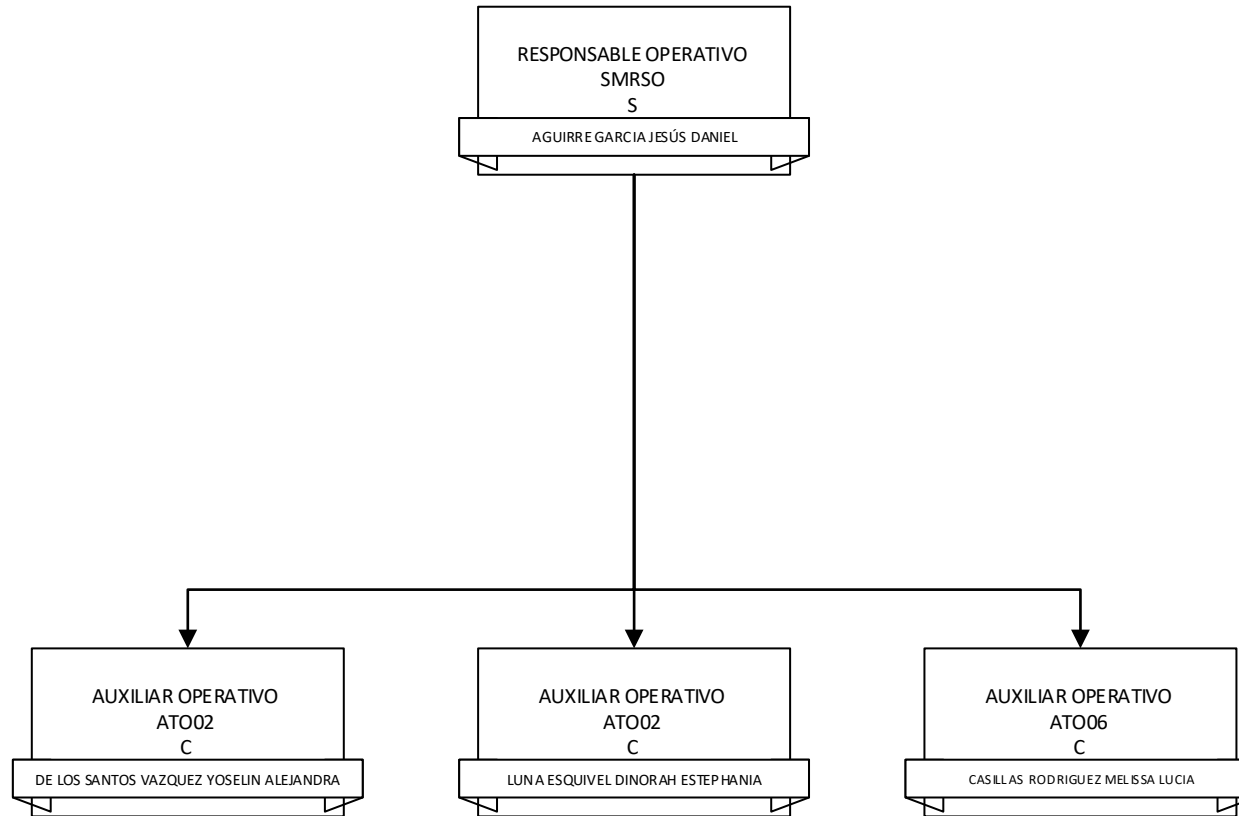 RESPONSABLE OPERATIVO
SMRSO
S
AGUIRRE GARCIA JESÚS DANIEL
AUXILIAR OPERATIVO
ATO02
C
DE LOS SANTOS VAZQUEZ YOSELIN ALEJANDRA
AUXILIAR OPERATIVO
ATO02
C
LUNA ESQUIVEL DINORAH ESTEPHANIA
AUXILIAR OPERATIVO
ATO06
C
CASILLAS RODRIGUEZ MELISSA LUCIA